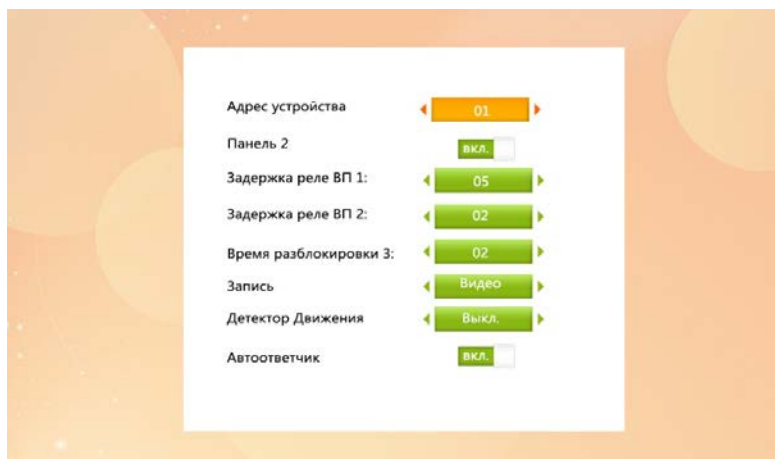 Адрес устройства 01
Панель 2 вкл.
Задержка реле ВП 1: 05
Задержка реле ВП 2: 02
Время разблокировки 3: 02
Запись Видео
Детектор Движения Выкл.
Автоответчик вкл.